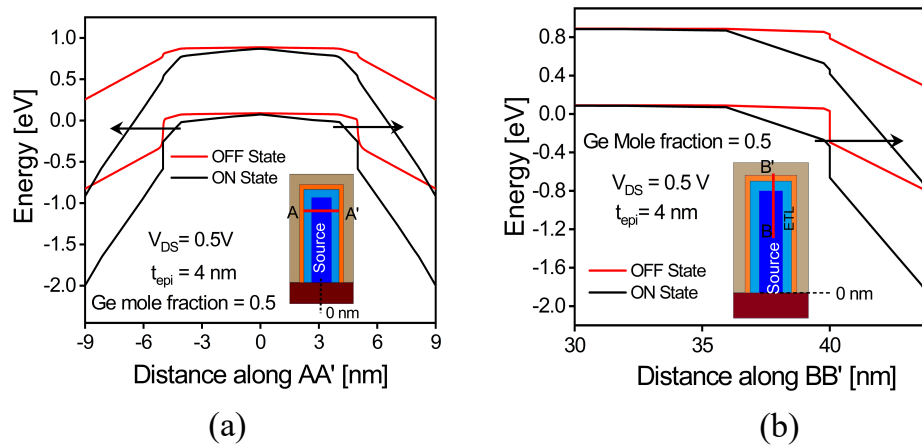 1.0
0.5
0.0
-0.5
-1.0
-1.5
-2.0
Energy [eV]
OFF State
ON State
V_DS= 0.5V
t_epi = 4 nm
Ge mole fraction = 0.5
A
A'
Source
0 nm
-9 -6 -3 0 3 6 9
Distance along AA' [nm]
(a)
0.8
0.4
0.0
-0.4
-0.8
-1.2
-1.6
-2.0
Energy [eV]
Ge Mole fraction = 0.5
V_DS = 0.5 V
t_epi = 4 nm
OFF State
ON State
B'
B
ETL
Source
0 nm
30 35 40
Distance along BB' [nm]
(b)